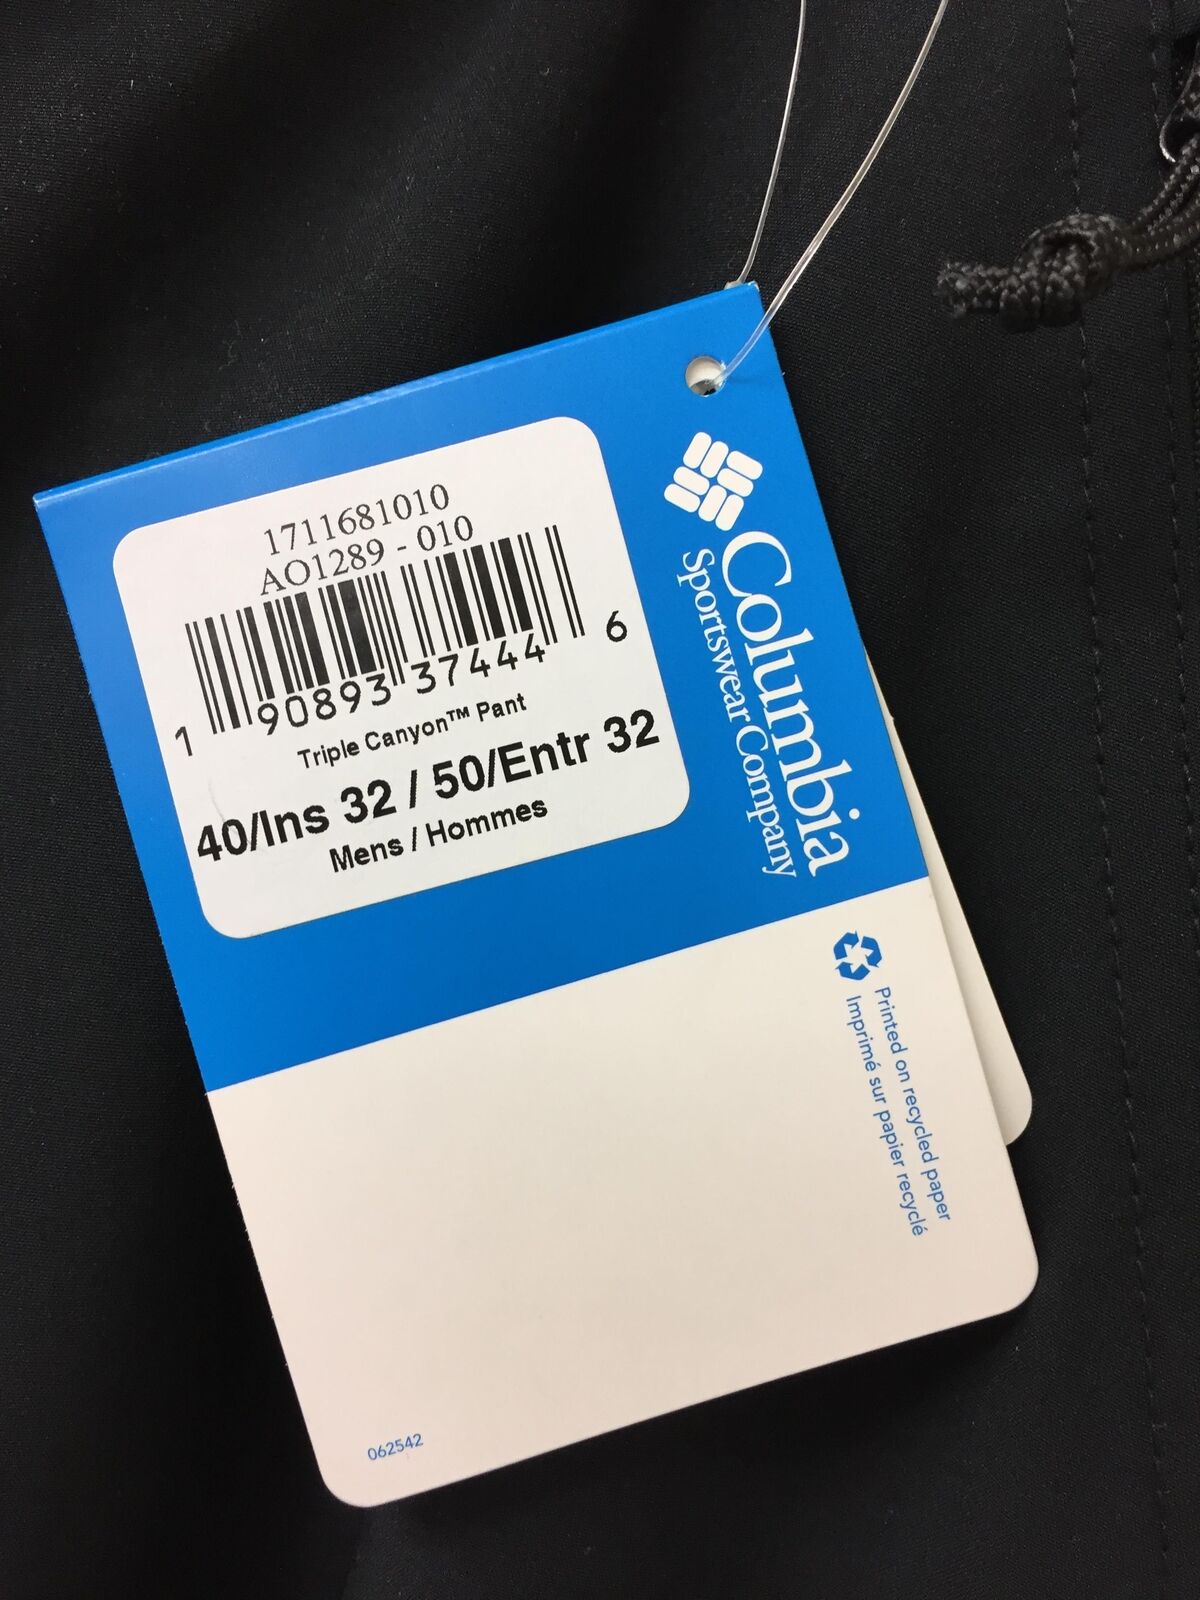 1711681010
AO1289 - 010
1 90893 37444 6
Triple Canyon™ Pant
40/Ins 32 / 50/Entr 32
Mens / Hommes
Columbia
Sportswear Company
Printed on recycled paper
Imprimé sur papier recyclé
062542